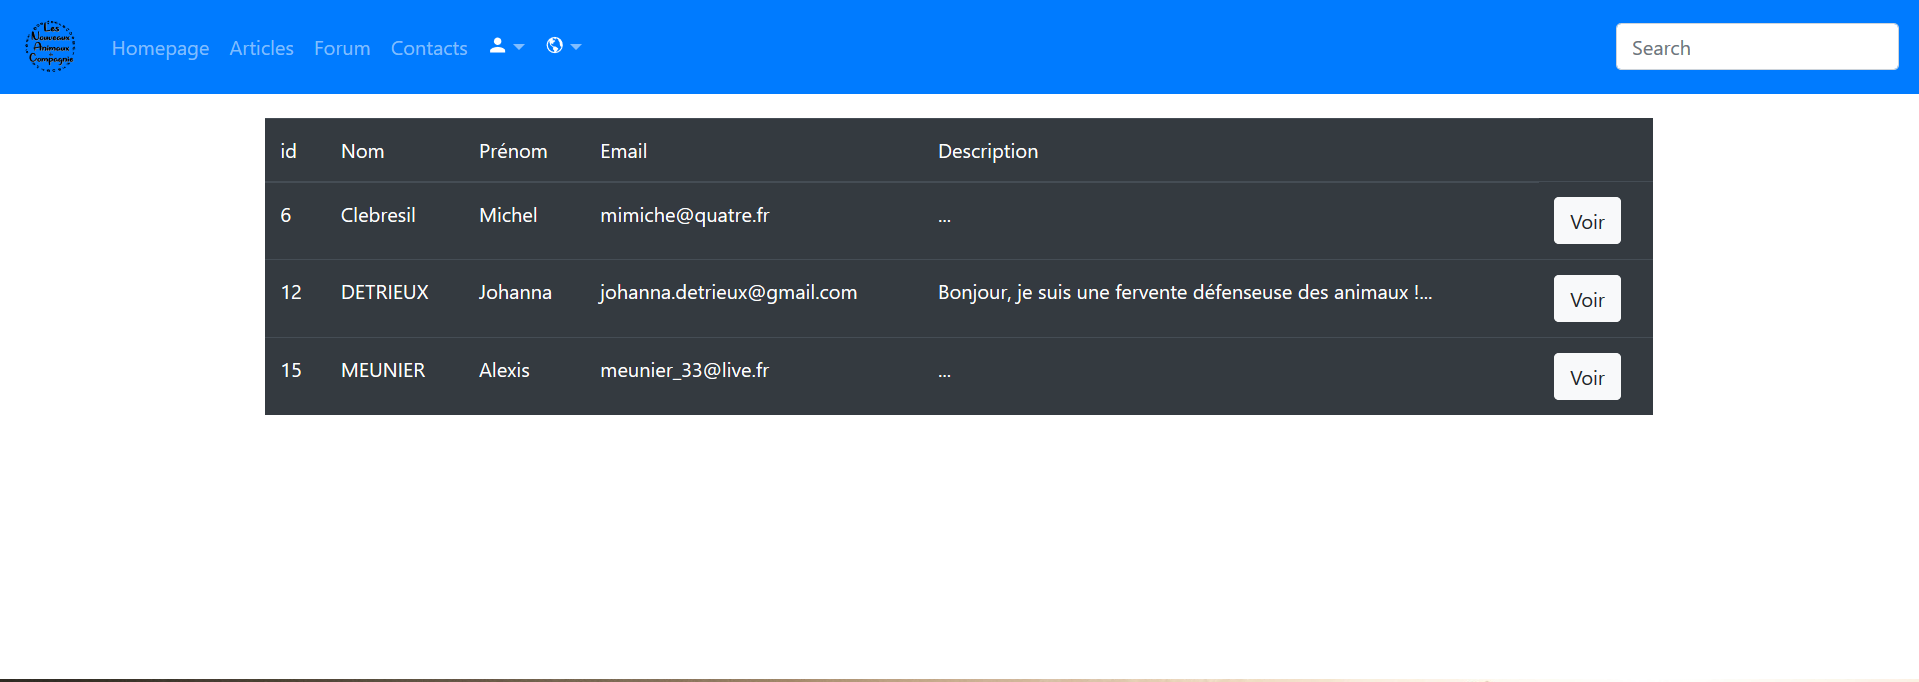 Les
Nouveaux
Animaux
de
Compagnie
Homepage Articles Forum Contacts Search
id Nom Prénom Email Description
6 Clebresil Michel mimiche@quatre.fr ... Voir
12 DETRIEUX Johanna johanna.detrieux@gmail.com Bonjour, je suis une fervente défenseuse des animaux !... Voir
15 MEUNIER Alexis meunier_33@live.fr ... Voir